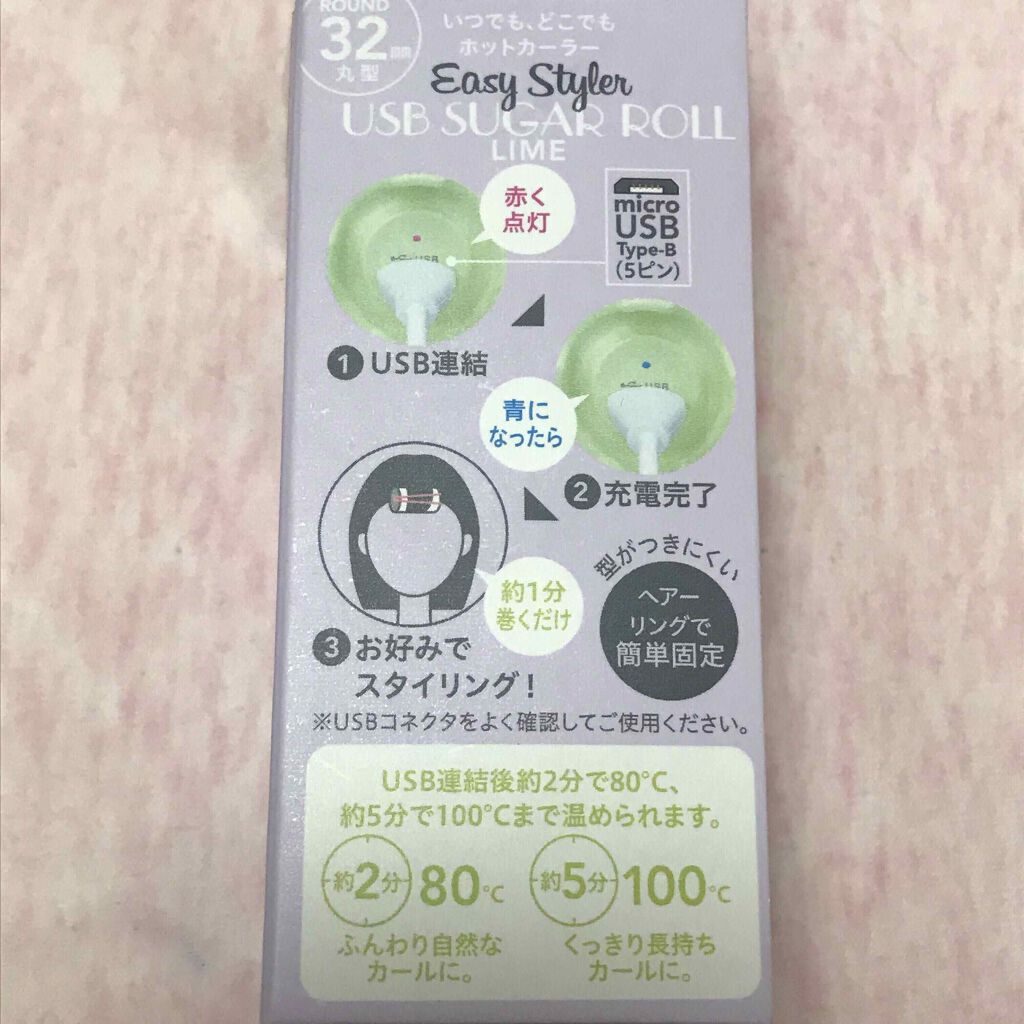 ROUND
32mm
丸型
いつでも、どこでも
ホットカーラー
Easy Styler
USB SUGAR ROLL
LIME
赤く
点灯
micro
USB
Type-B
(5ピン)
USB
❶USB連結
USB
青に
なったら
❷充電完了
約1分
巻くだけ
型がつきにくい
ヘアー
リングで
簡単固定
❸お好みで
スタイリング!
※USBコネクタをよく確認してご使用ください。
USB連結後約2分で80℃、
約5分で100℃まで温められます。
約2分 80℃
ふんわり自然な
カールに。
約5分 100℃
くっきり長持ち
カールに。